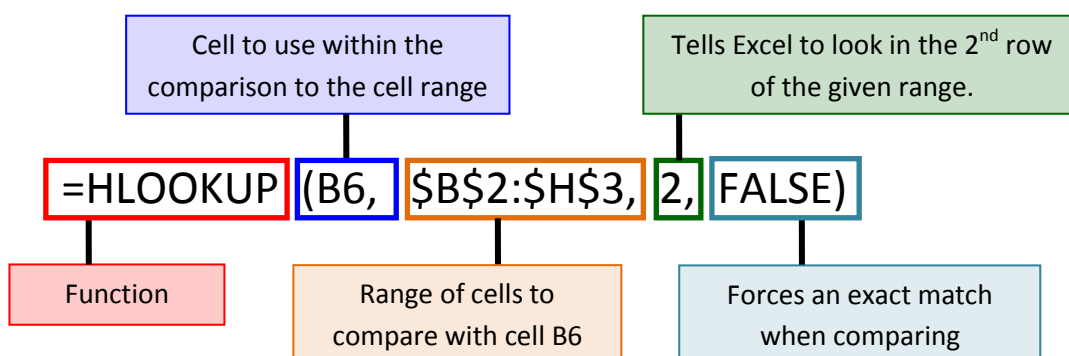 Cell to use within the
comparison to the cell range
Tells Excel to look in the 2nd row
of the given range.
=HLOOKUP (B6, $B$2:$H$3, 2, FALSE)
Function
Range of cells to
compare with cell B6
Forces an exact match
when comparing